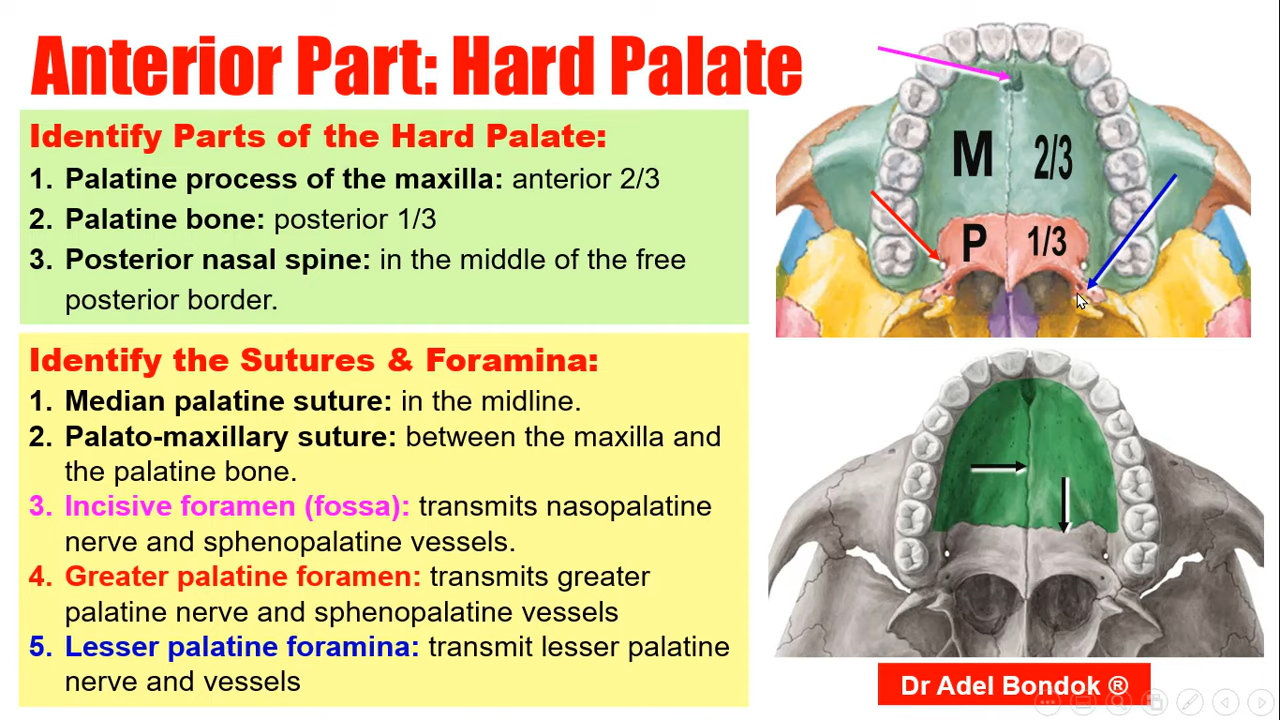 Anterior Part: Hard Palate
Identify Parts of the Hard Palate:
1. Palatine process of the maxilla: anterior 2/3
2. Palatine bone: posterior 1/3
3. Posterior nasal spine: in the middle of the free
posterior border.
Identify the Sutures & Foramina:
1. Median palatine suture: in the midline.
2. Palato-maxillary suture: between the maxilla and
the palatine bone.
3. Incisive foramen (fossa): transmits nasopalatine
nerve and sphenopalatine vessels.
4. Greater palatine foramen: transmits greater
palatine nerve and sphenopalatine vessels
5. Lesser palatine foramina: transmit lesser palatine
nerve and vessels
M 2/3
P 1/3
Dr Adel Bondok ®